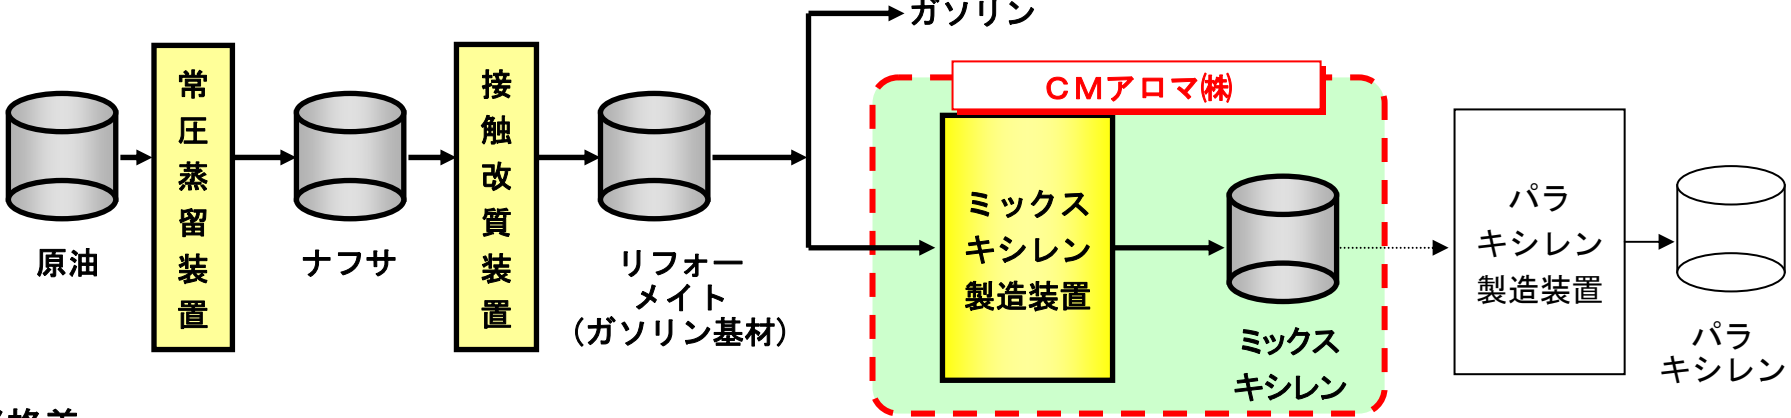 ガソリン
CMアロマ㈱
常圧蒸留装置
接触改質装置
原油
ナフサ
リフォー
メイト
(ガソリン基材)
ミックス
キシレン
製造装置
ミックス
キシレン
パラ
キシレン
製造装置
パラ
キシレン
格差